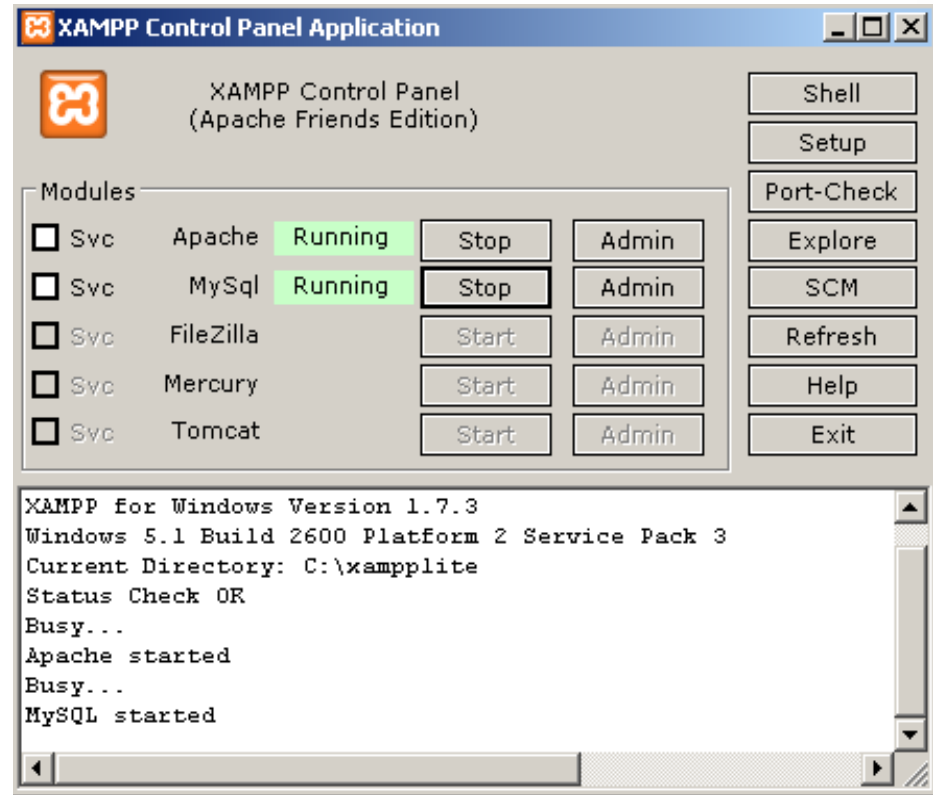 XAMPP Control Panel Application
XAMPP Control Panel
(Apache Friends Edition)
Shell
Setup
Port-Check
Explore
SCM
Refresh
Help
Exit
Modules
Svc Apache Running Stop Admin
Svc MySql Running Stop Admin
Svc FileZilla Start Admin
Svc Mercury Start Admin
Svc Tomcat Start Admin
XAMPP for Windows Version 1.7.3
Windows 5.1 Build 2600 Platform 2 Service Pack 3
Current Directory: C:\xampplite
Status Check OK
Busy...
Apache started
Busy...
MySQL started